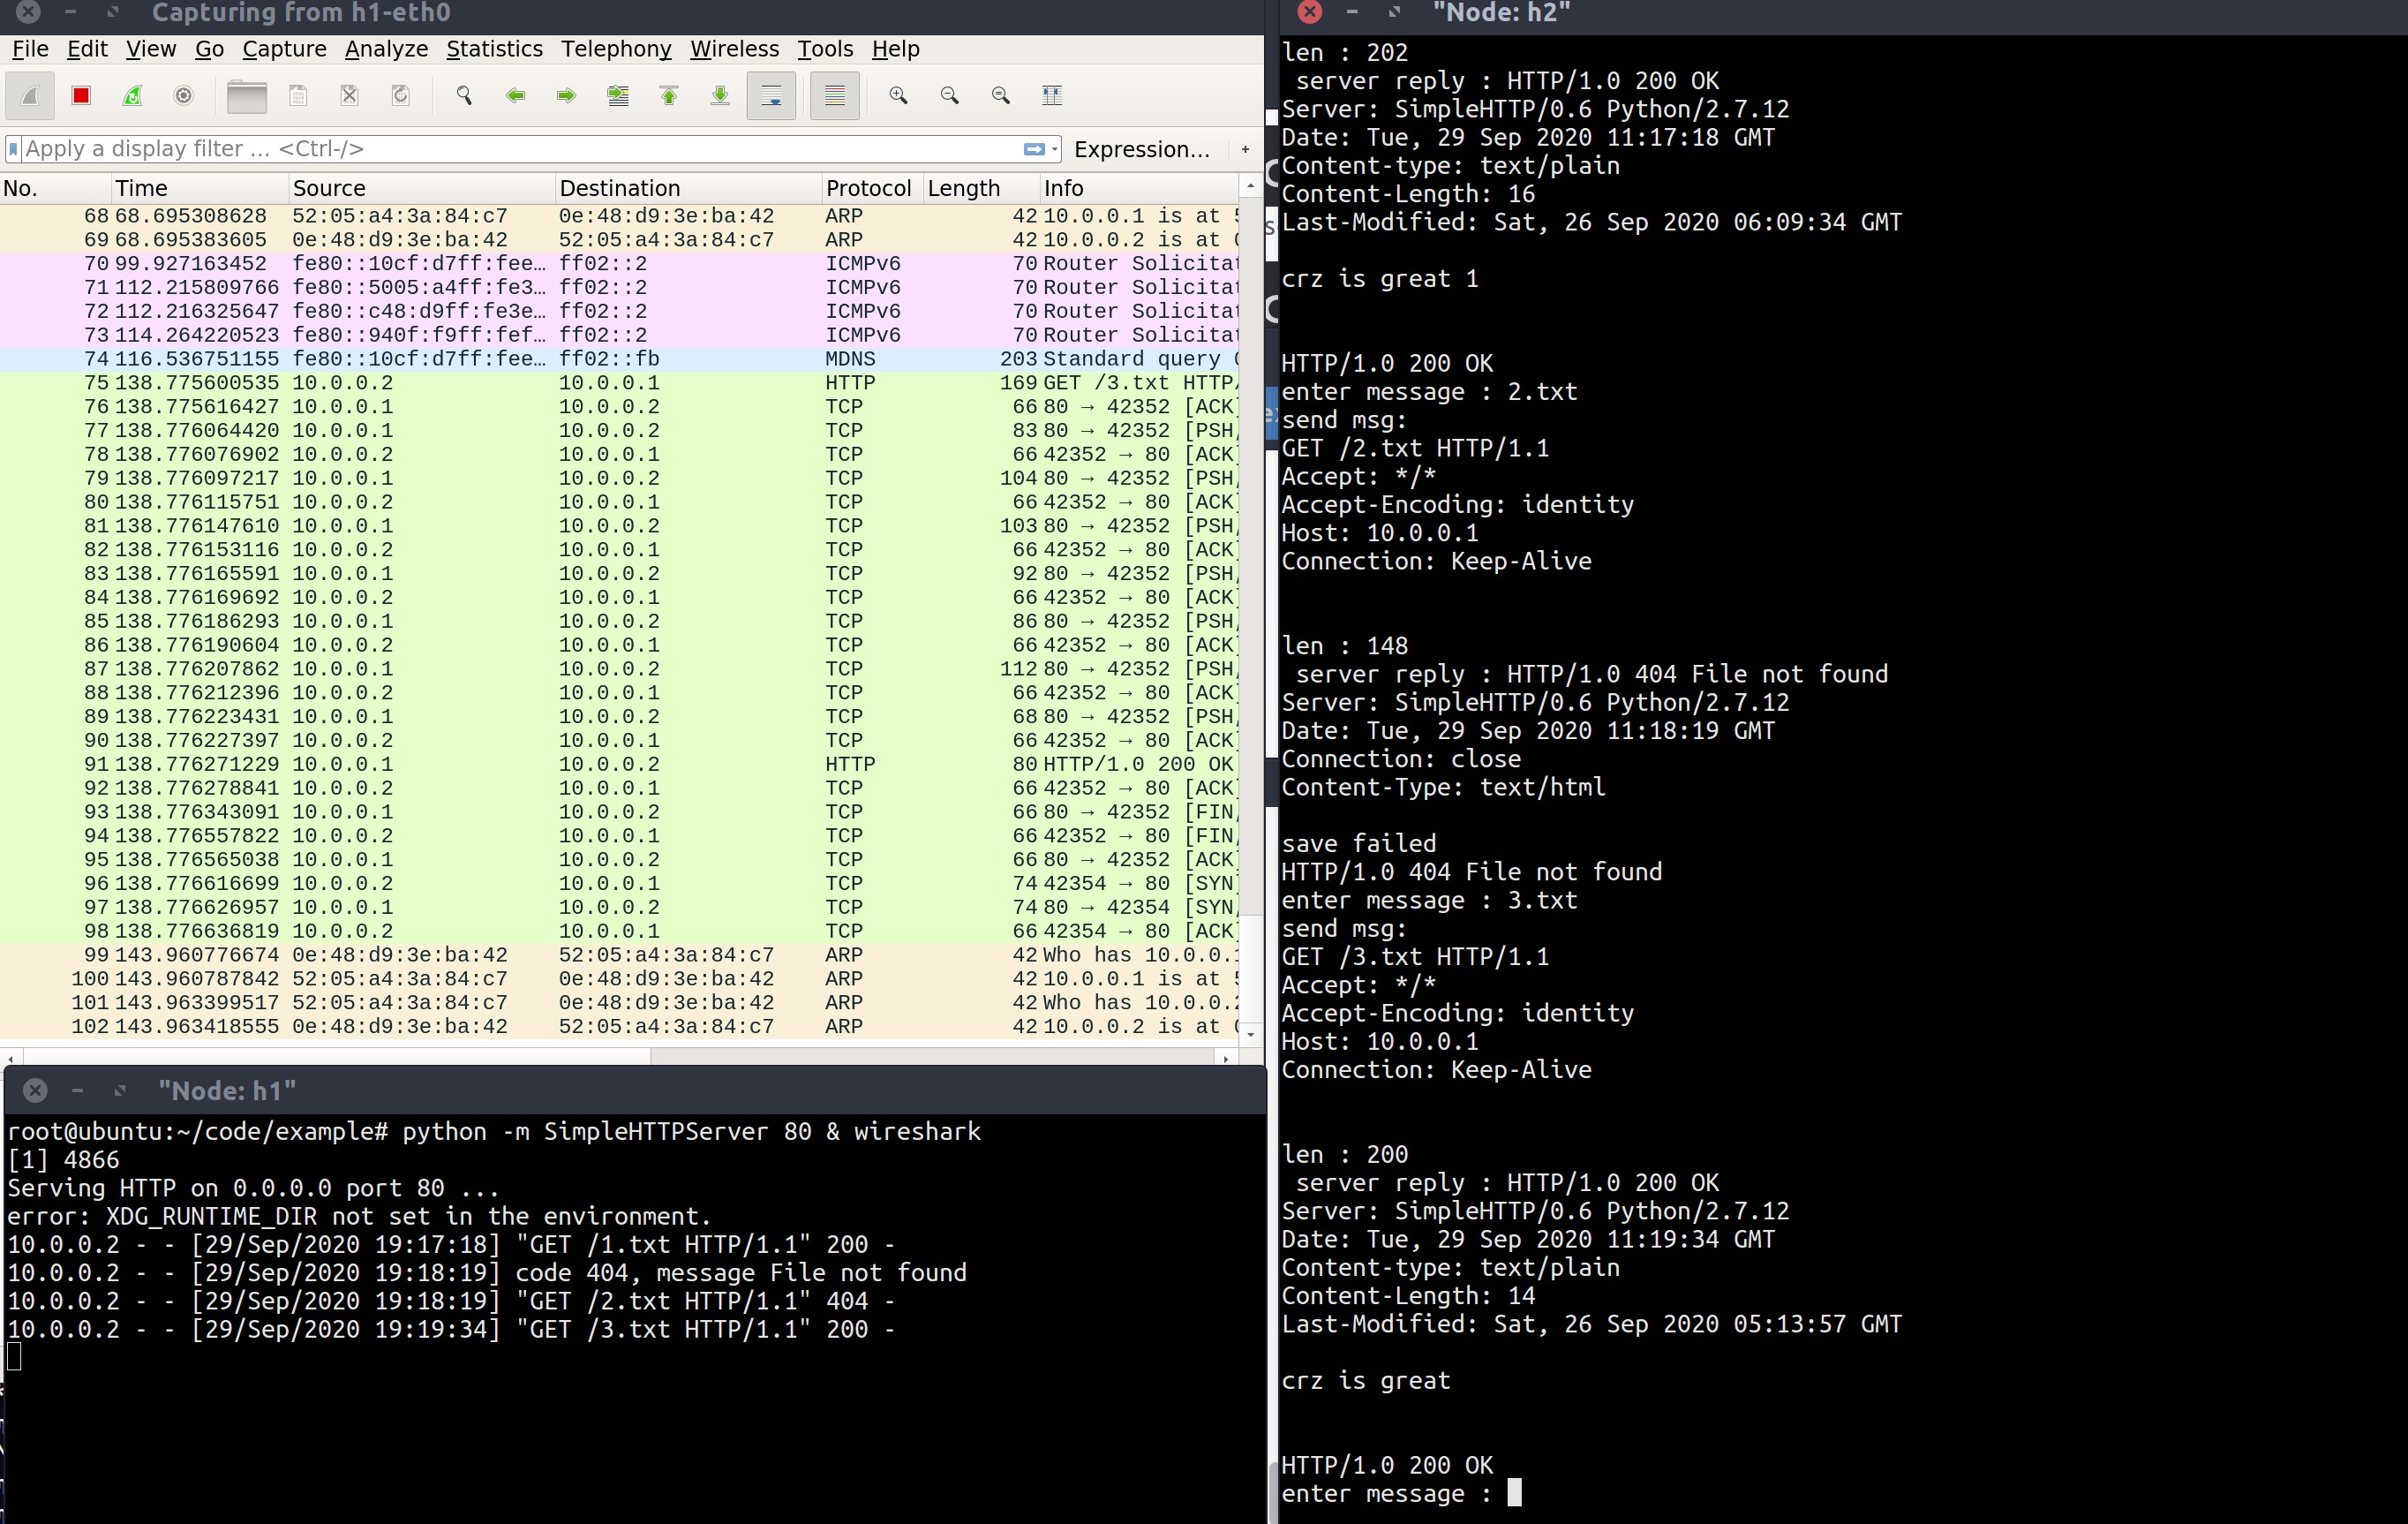 Capturing from h1-eth0
File Edit View Go Capture Analyze Statistics Telephony Wireless Tools Help
Apply a display filter … <Ctrl-/>
Expression…
+
No. Time Source Destination Protocol Length Info
68 68.695308628 52:05:a4:3a:84:c7 0e:48:d9:3e:ba:42 ARP 42 10.0.0.1 is at
69 68.695383605 0e:48:d9:3e:ba:42 52:05:a4:3a:84:c7 ARP 42 10.0.0.2 is at
70 99.927163452 fe80::10cf:d7ff:fee… ff02::2 ICMPv6 70 Router Solicitat
71 112.215809766 fe80::5005:a4ff:fe3… ff02::2 ICMPv6 70 Router Solicitat
72 112.216325647 fe80::c48:d9ff:fe3e… ff02::2 ICMPv6 70 Router Solicitat
73 114.264220523 fe80::940f:f9ff:fef… ff02::2 ICMPv6 70 Router Solicitat
74 116.536751155 fe80::10cf:d7ff:fee… ff02::fb MDNS 203 Standard query
75 138.775600535 10.0.0.2 10.0.0.1 HTTP 169 GET /3.txt HTTP/
76 138.775616427 10.0.0.1 10.0.0.2 TCP 66 80 → 42352 [ACK]
77 138.776064420 10.0.0.1 10.0.0.2 TCP 83 80 → 42352 [PSH,
78 138.776076902 10.0.0.2 10.0.0.1 TCP 66 42352 → 80 [ACK]
79 138.776097217 10.0.0.1 10.0.0.2 TCP 104 80 → 42352 [PSH,
80 138.776115751 10.0.0.2 10.0.0.1 TCP 66 42352 → 80 [ACK]
81 138.776147610 10.0.0.1 10.0.0.2 TCP 103 80 → 42352 [PSH,
82 138.776153116 10.0.0.2 10.0.0.1 TCP 66 42352 → 80 [ACK]
83 138.776165591 10.0.0.1 10.0.0.2 TCP 92 80 → 42352 [PSH,
84 138.776169692 10.0.0.2 10.0.0.1 TCP 66 42352 → 80 [ACK]
85 138.776186293 10.0.0.1 10.0.0.2 TCP 86 80 → 42352 [PSH,
86 138.776190604 10.0.0.2 10.0.0.1 TCP 66 42352 → 80 [ACK]
87 138.776207862 10.0.0.1 10.0.0.2 TCP 112 80 → 42352 [PSH,
88 138.776212396 10.0.0.2 10.0.0.1 TCP 66 42352 → 80 [ACK]
89 138.776223431 10.0.0.1 10.0.0.2 TCP 68 80 → 42352 [PSH,
90 138.776227397 10.0.0.2 10.0.0.1 TCP 66 42352 → 80 [ACK]
91 138.776271229 10.0.0.1 10.0.0.2 HTTP 80 HTTP/1.0 200 OK
92 138.776278841 10.0.0.2 10.0.0.1 TCP 66 42352 → 80 [ACK]
93 138.776343091 10.0.0.1 10.0.0.2 TCP 66 80 → 42352 [FIN,
94 138.776557822 10.0.0.2 10.0.0.1 TCP 66 42352 → 80 [FIN,
95 138.776565038 10.0.0.1 10.0.0.2 TCP 66 80 → 42352 [ACK]
96 138.776616699 10.0.0.2 10.0.0.1 TCP 74 42354 → 80 [SYN]
97 138.776626957 10.0.0.1 10.0.0.2 TCP 74 80 → 42354 [SYN,
98 138.776636819 10.0.0.2 10.0.0.1 TCP 66 42354 → 80 [ACK]
99 143.960776674 0e:48:d9:3e:ba:42 52:05:a4:3a:84:c7 ARP 42 Who has 10.0.0.1
100 143.960787842 52:05:a4:3a:84:c7 0e:48:d9:3e:ba:42 ARP 42 10.0.0.1 is at
101 143.963399517 52:05:a4:3a:84:c7 0e:48:d9:3e:ba:42 ARP 42 Who has 10.0.0.2
102 143.963418555 0e:48:d9:3e:ba:42 52:05:a4:3a:84:c7 ARP 42 10.0.0.2 is at
"Node: h1"
root@ubuntu:~/code/example# python -m SimpleHTTPServer 80 & wireshark
[1] 4866
Serving HTTP on 0.0.0.0 port 80 ...
error: XDG_RUNTIME_DIR not set in the environment.
10.0.0.2 - - [29/Sep/2020 19:17:18] "GET /1.txt HTTP/1.1" 200 -
10.0.0.2 - - [29/Sep/2020 19:18:19] code 404, message File not found
10.0.0.2 - - [29/Sep/2020 19:18:19] "GET /2.txt HTTP/1.1" 404 -
10.0.0.2 - - [29/Sep/2020 19:19:34] "GET /3.txt HTTP/1.1" 200 -
"Node: h2"
len : 202
server reply : HTTP/1.0 200 OK
Server: SimpleHTTP/0.6 Python/2.7.12
Date: Tue, 29 Sep 2020 11:17:18 GMT
Content-type: text/plain
Content-Length: 16
Last-Modified: Sat, 26 Sep 2020 06:09:34 GMT
crz is great 1
HTTP/1.0 200 OK
enter message : 2.txt
send msg:
GET /2.txt HTTP/1.1
Accept: */*
Accept-Encoding: identity
Host: 10.0.0.1
Connection: Keep-Alive
len : 148
server reply : HTTP/1.0 404 File not found
Server: SimpleHTTP/0.6 Python/2.7.12
Date: Tue, 29 Sep 2020 11:18:19 GMT
Connection: close
Content-Type: text/html
save failed
HTTP/1.0 404 File not found
enter message : 3.txt
send msg:
GET /3.txt HTTP/1.1
Accept: */*
Accept-Encoding: identity
Host: 10.0.0.1
Connection: Keep-Alive
len : 200
server reply : HTTP/1.0 200 OK
Server: SimpleHTTP/0.6 Python/2.7.12
Date: Tue, 29 Sep 2020 11:19:34 GMT
Content-type: text/plain
Content-Length: 14
Last-Modified: Sat, 26 Sep 2020 05:13:57 GMT
crz is great
HTTP/1.0 200 OK
enter message :